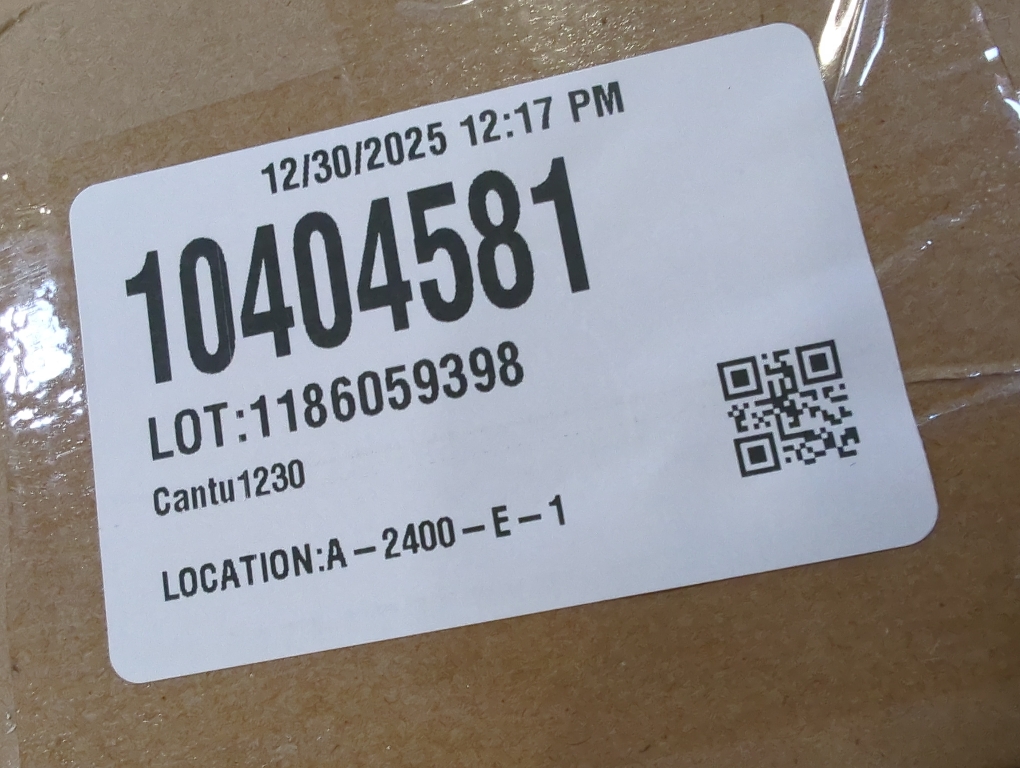 12/30/2025 12:17 PM
10404581
LOT:1186059398
Cantu1230
LOCATION:A – 2400 – E – 1